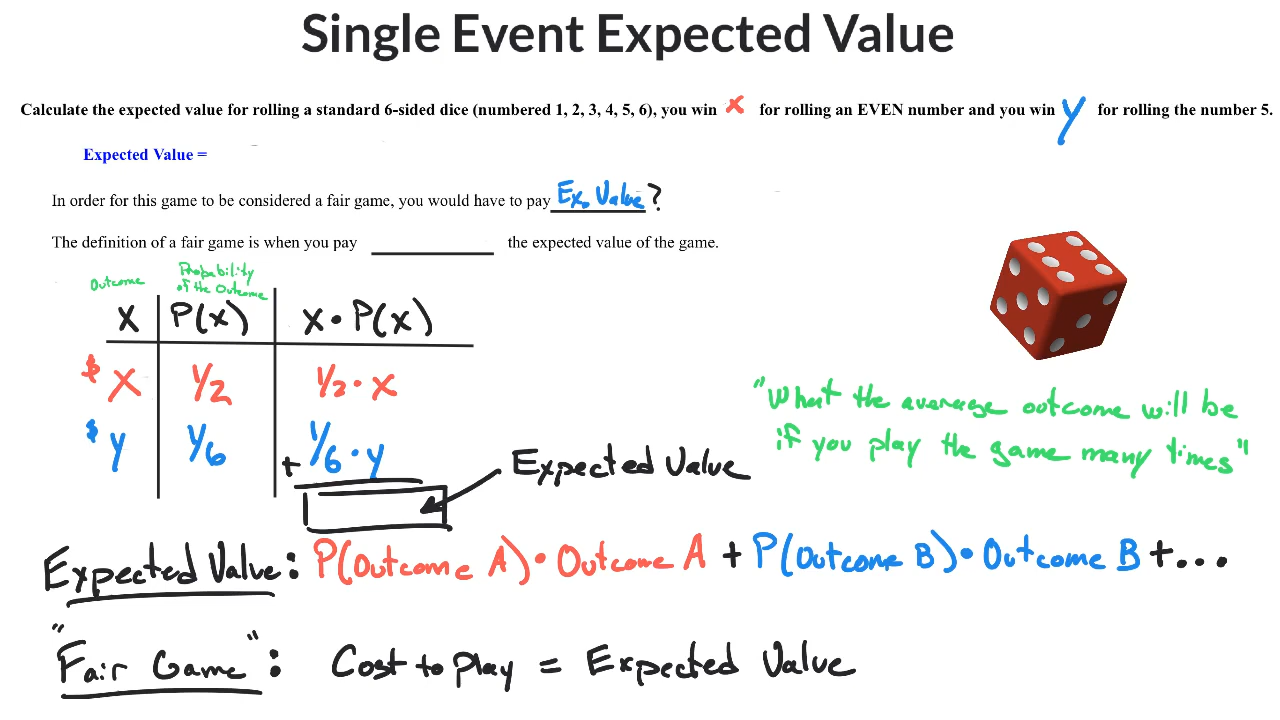 Single Event Expected Value
Calculate the expected value for rolling a standard 6-sided dice (numbered 1, 2, 3, 4, 5, 6), you win x for rolling an EVEN number and you win y for rolling the number 5.
Expected Value =
In order for this game to be considered a fair game, you would have to pay Ex. Value?
The definition of a fair game is when you pay __________ the expected value of the game.
Outcome Probability of the Outcome
X P(x) X • P(x)
$ X 1/2 1/2 • X
$ y 1/6 + 1/6 • y
Expected Value
"What the average outcome will be
if you play the game many times"
Expected Value: P(Outcome A) • Outcome A + P(Outcome B) • Outcome B + ...
"Fair Game": Cost to Play = Expected Value